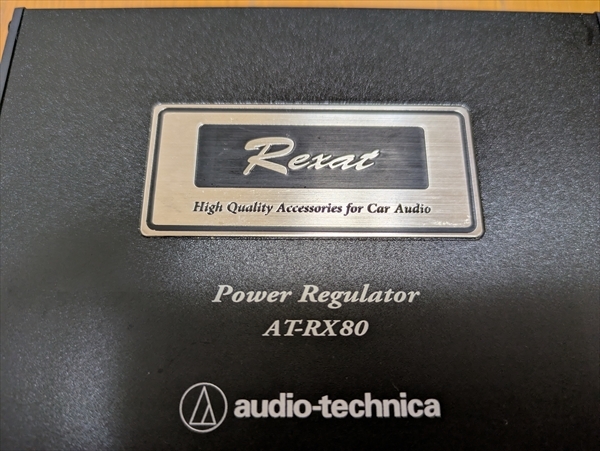 Rexat
High Quality Accessories for Car Audio
Power Regulator
AT-RX80
audio-technica